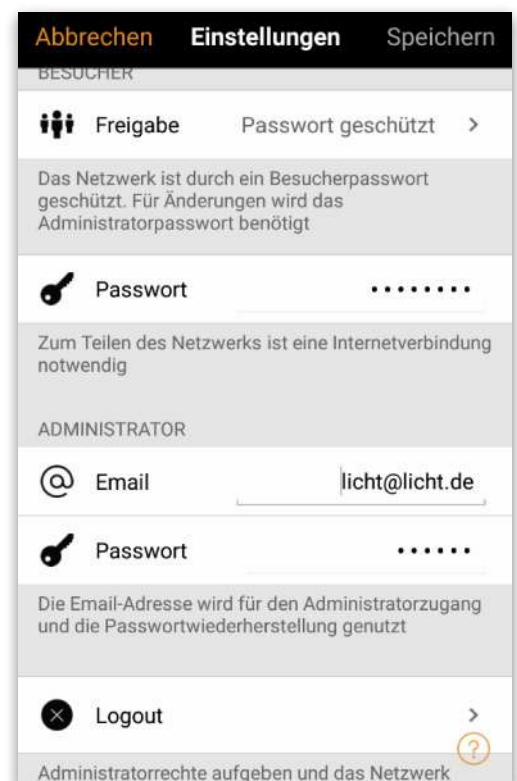 Abbrechen Einstellungen Speichern
BESUCHER
Freigabe Passwort geschützt >
Das Netzwerk ist durch ein Besucherpasswort
geschützt. Für Änderungen wird das
Administratorpasswort benötigt
Passwort ••••••••
Zum Teilen des Netzwerks ist eine Internetverbindung
notwendig
ADMINISTRATOR
@ Email licht@licht.de
Passwort ••••••
Die Email-Adresse wird für den Administratorzugang
und die Passwortwiederherstellung genutzt
Logout >
?
Administratorrechte aufgeben und das Netzwerk